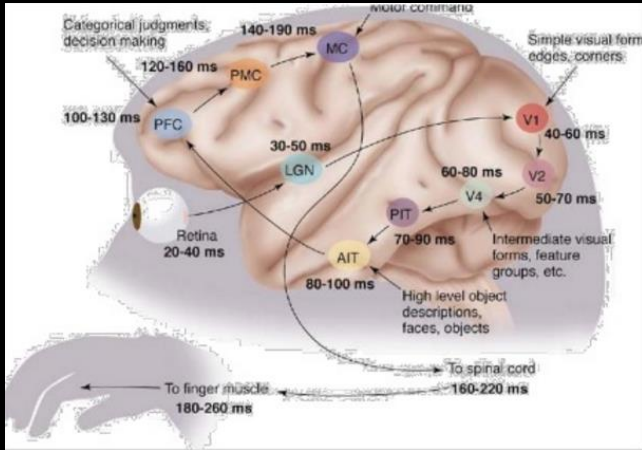 Motor command
Categorical judgments,
decision making
140-190 ms
MC
Simple visual form
edges, corners
120-160 ms
PMC
100-130 ms
PFC
V1
40-60 ms
30-50 ms
LGN
60-80 ms
V2
V4
50-70 ms
PIT
Retina
20-40 ms
70-90 ms
Intermediate visual
forms, feature
groups, etc.
AIT
80-100 ms
High level object
descriptions,
faces, objects
To spinal cord
160-220 ms
To finger muscle
180-260 ms